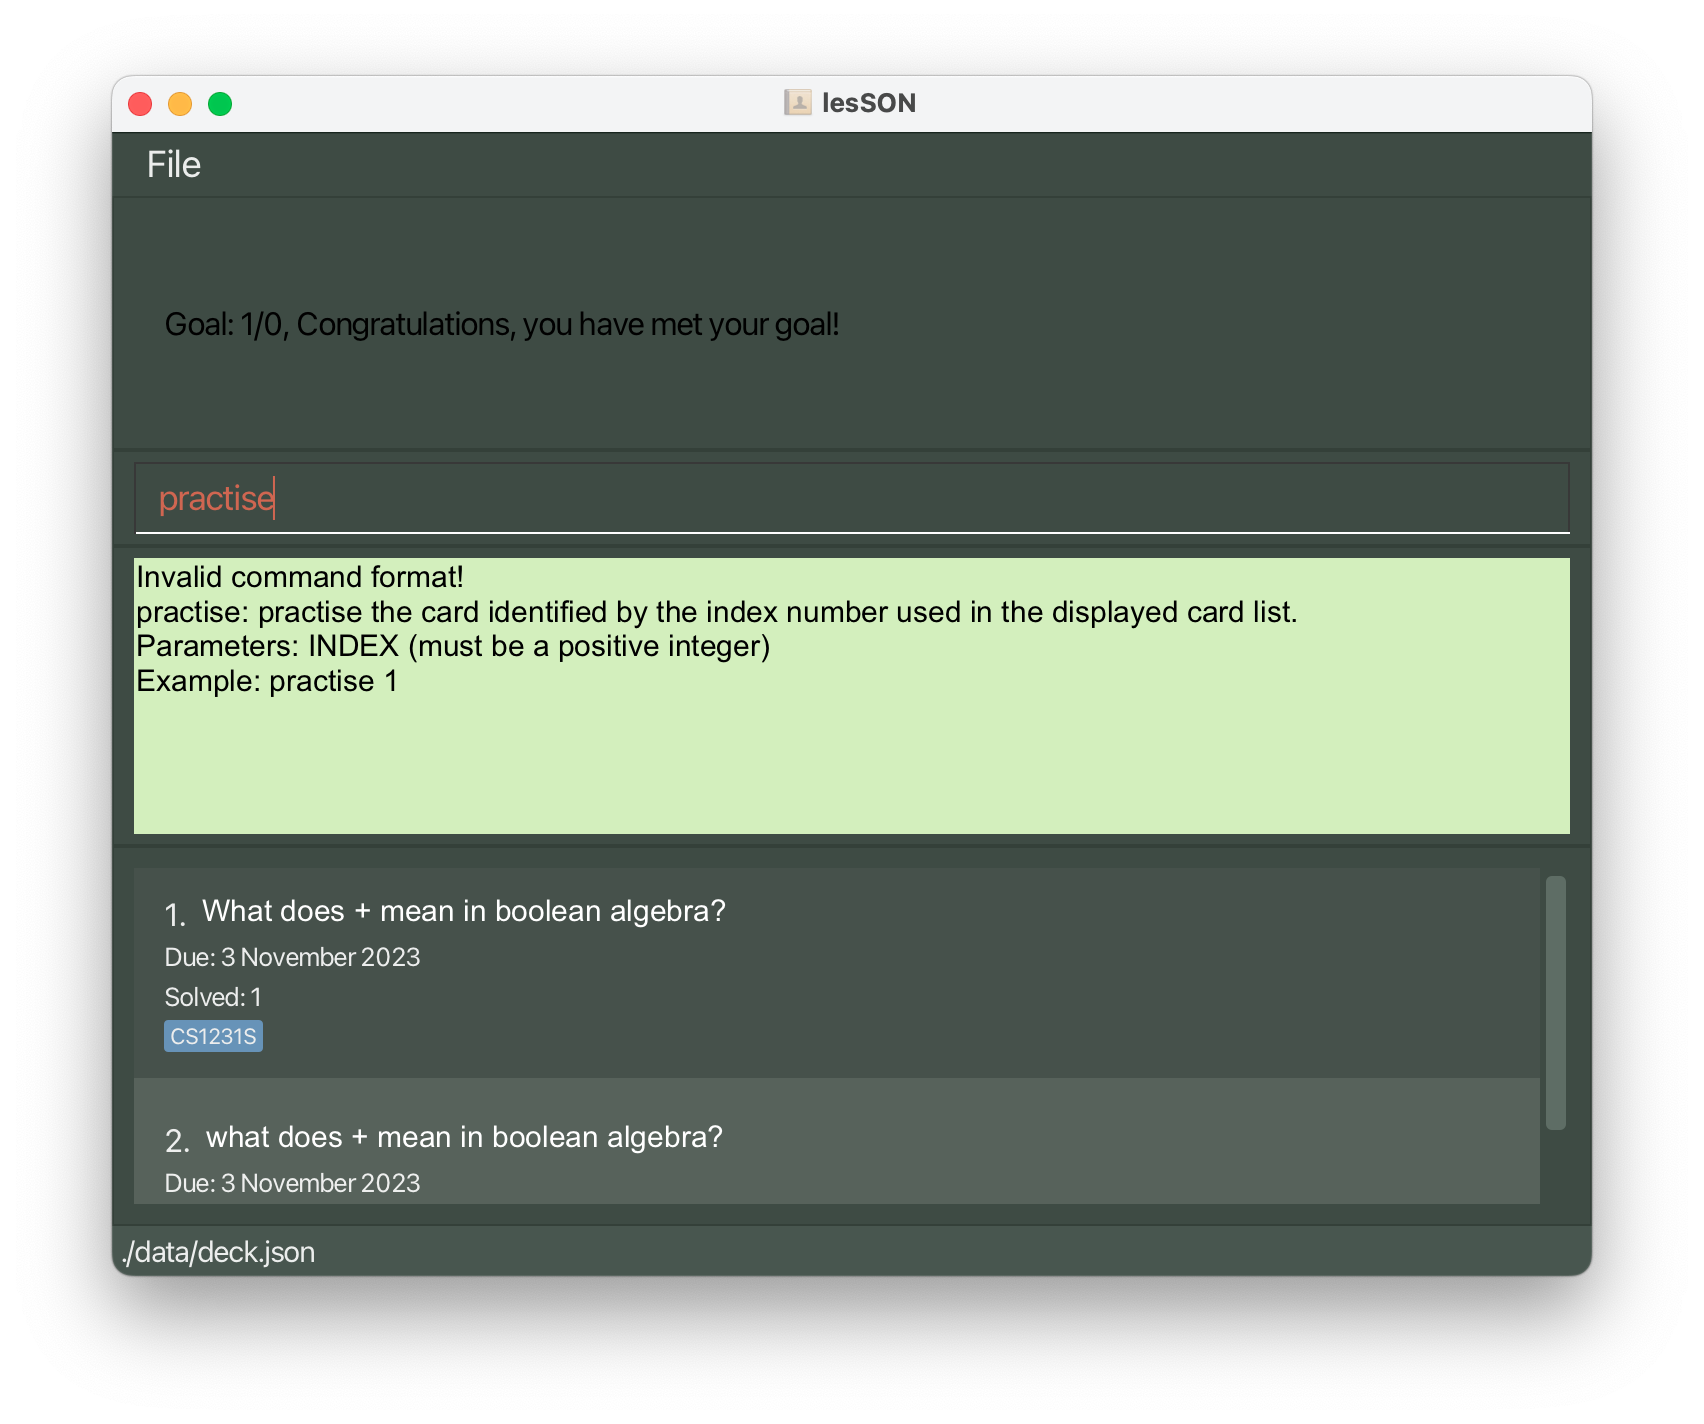 lesSON
File
Goal: 1/0, Congratulations, you have met your goal!
practise
Invalid command format!
practise: practise the card identified by the index number used in the displayed card list.
Parameters: INDEX (must be a positive integer)
Example: practise 1
1. What does + mean in boolean algebra?
Due: 3 November 2023
Solved: 1
CS1231S
2. what does + mean in boolean algebra?
Due: 3 November 2023
./data/deck.json